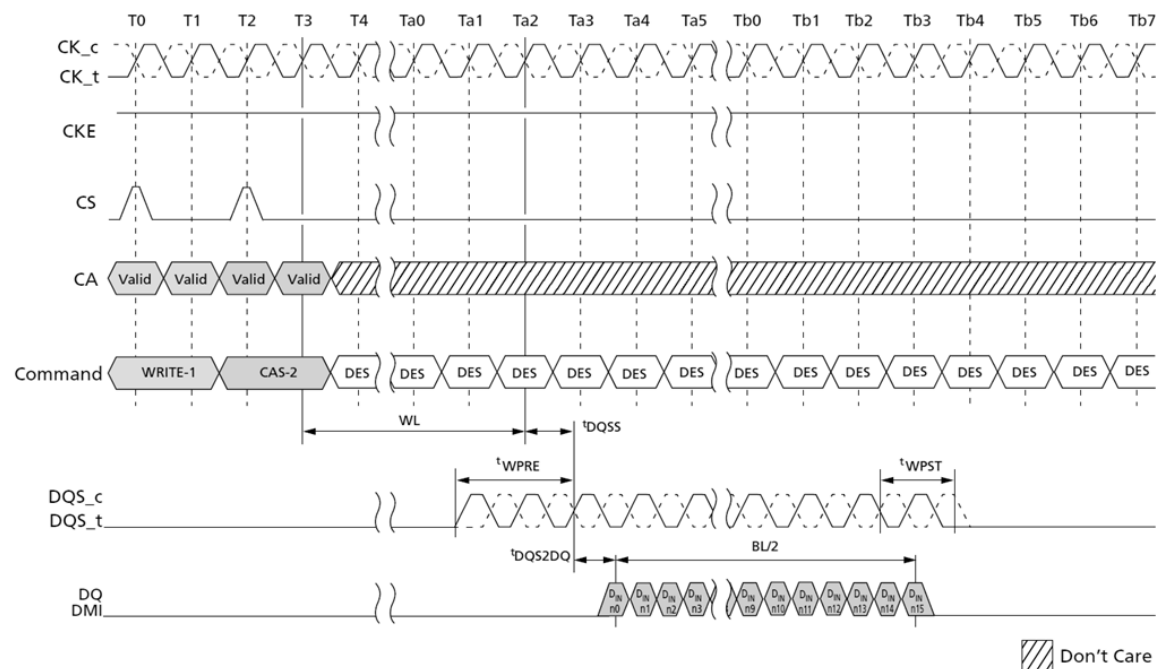 T0 T1 T2 T3 T4 Ta0 Ta1 Ta2 Ta3 Ta4 Ta5 Tb0 Tb1 Tb2 Tb3 Tb4 Tb5 Tb6 Tb7
CK_c
CK_t
CKE
CS
CA Valid Valid Valid Valid
Command WRITE-1 CAS-2 DES DES DES DES DES DES DES DES DES DES DES DES DES DES DES
WL tDQSS
tWPRE tWPST
DQS_c
DQS_t
tDQS2DQ BL/2
DQ DIN DIN DIN DIN DIN DIN DIN DIN DIN DIN DIN
DMI n0 n1 n2 n3 n9 n10 n11 n12 n13 n14 n15
Don't Care